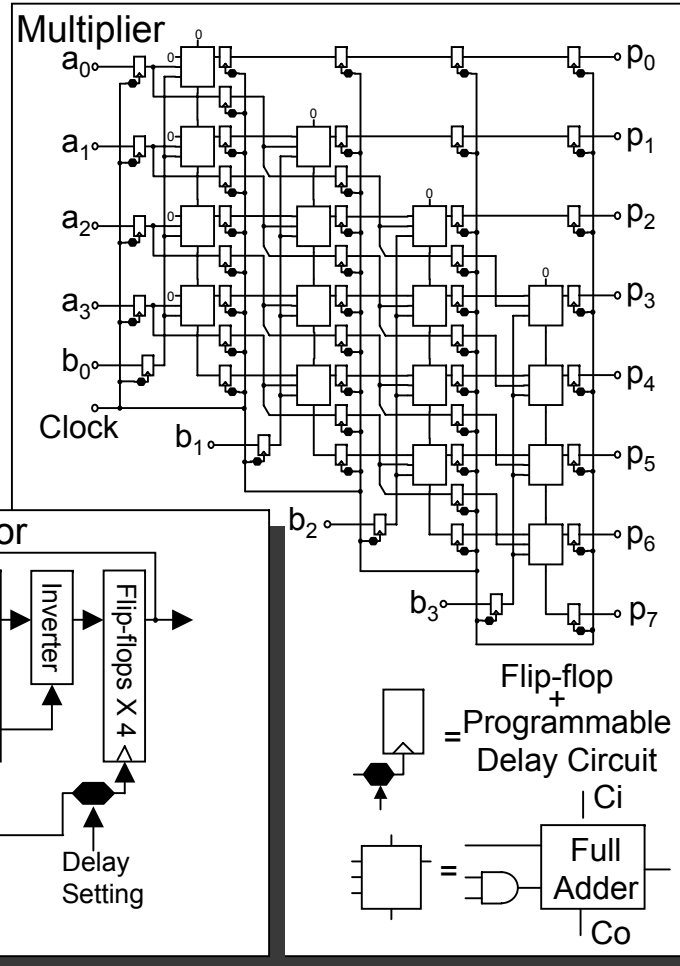 Multiplier
0
a0
p0
0
a1
0
p1
0
a2
0
p2
0
a3
0
p3
b0
p4
Clock
b1
p5
or
b2
p6
b3
p7
Inverter
Flip-flops X 4
Delay
Setting
Flip-flop
+
= Programmable
Delay Circuit
Ci
= Full
Adder
Co